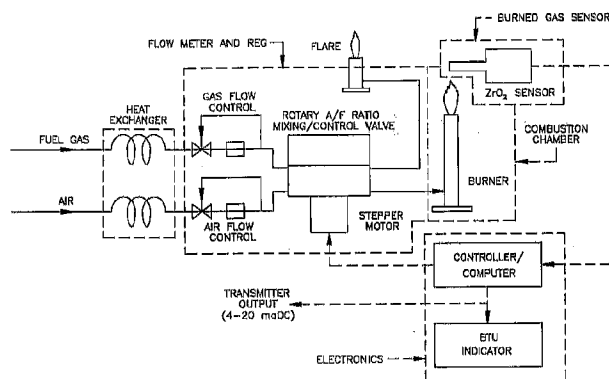 BURNED GAS SENSOR
FLARE
FLOW METER AND REG
ZrO₂ SENSOR
GAS FLOW
CONTROL
ROTARY A/F RATIO
MIXING/CONTROL VALVE
HEAT
EXCHANGER
FUEL GAS
COMBUSTION
CHAMBER
AIR
BURNER
AIR FLOW
CONTROL
STEPPER
MOTOR
CONTROLLER/
COMPUTER
TRANSMITTER
OUTPUT
(4-20 maDC)
BTU
INDICATOR
ELECTRONICS